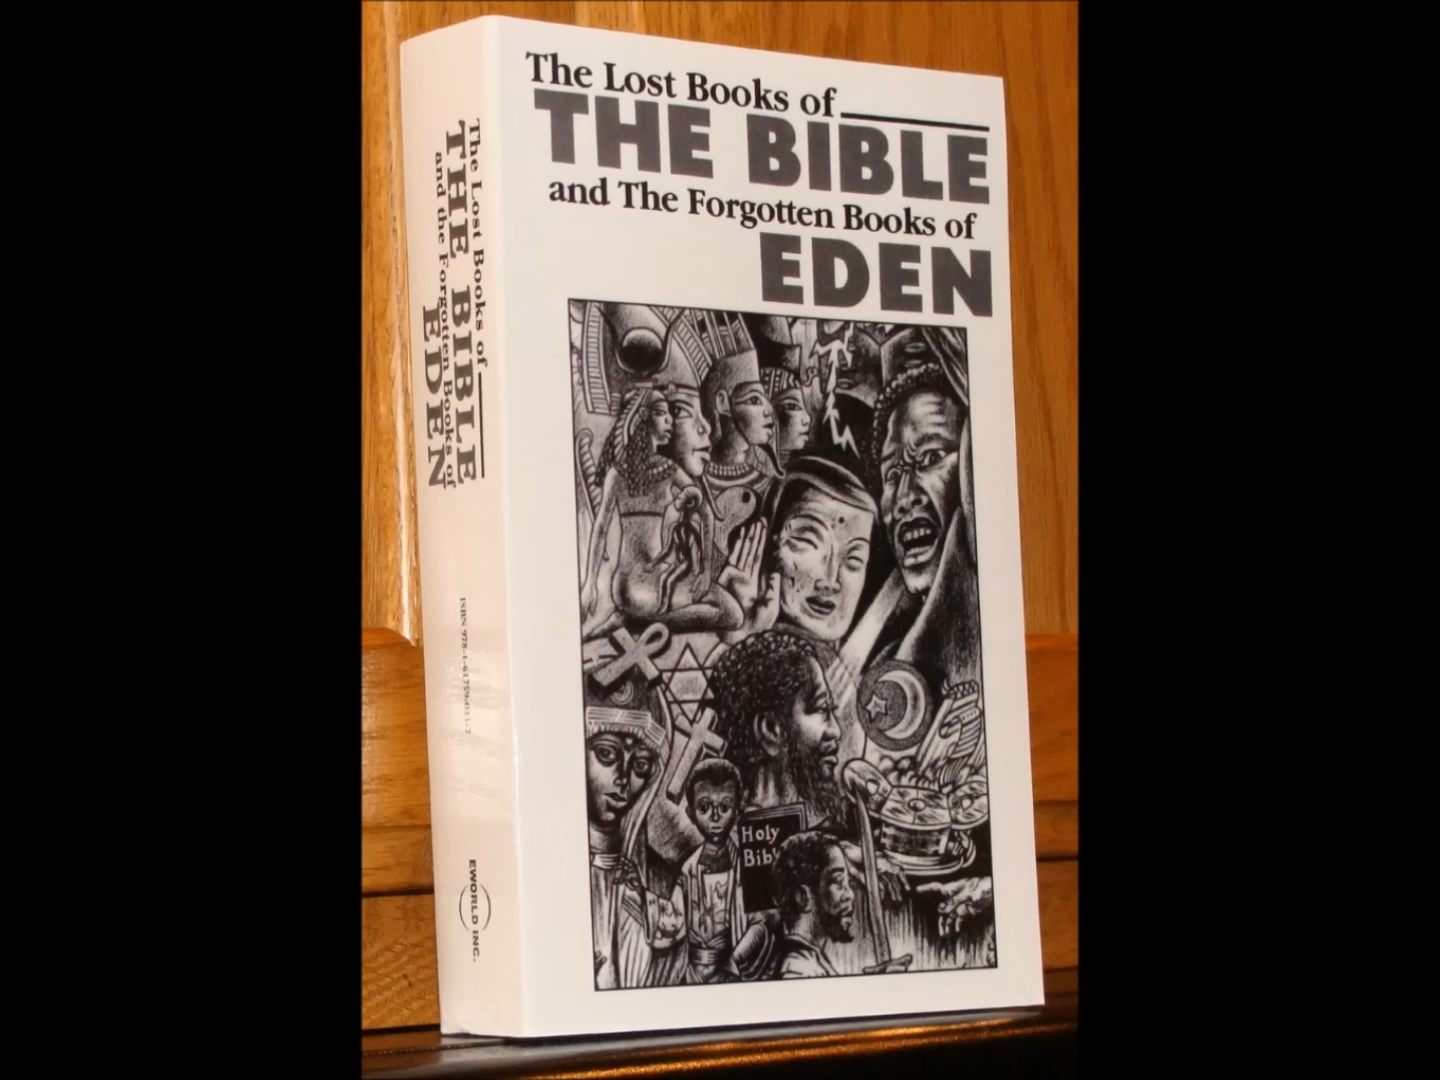 The Lost Books of
THE BIBLE
and The Forgotten Books of
EDEN
Holy
Bibl
The Lost Books of
THE BIBLE
and the Forgotten Books of
EDEN
EWORLD INC.